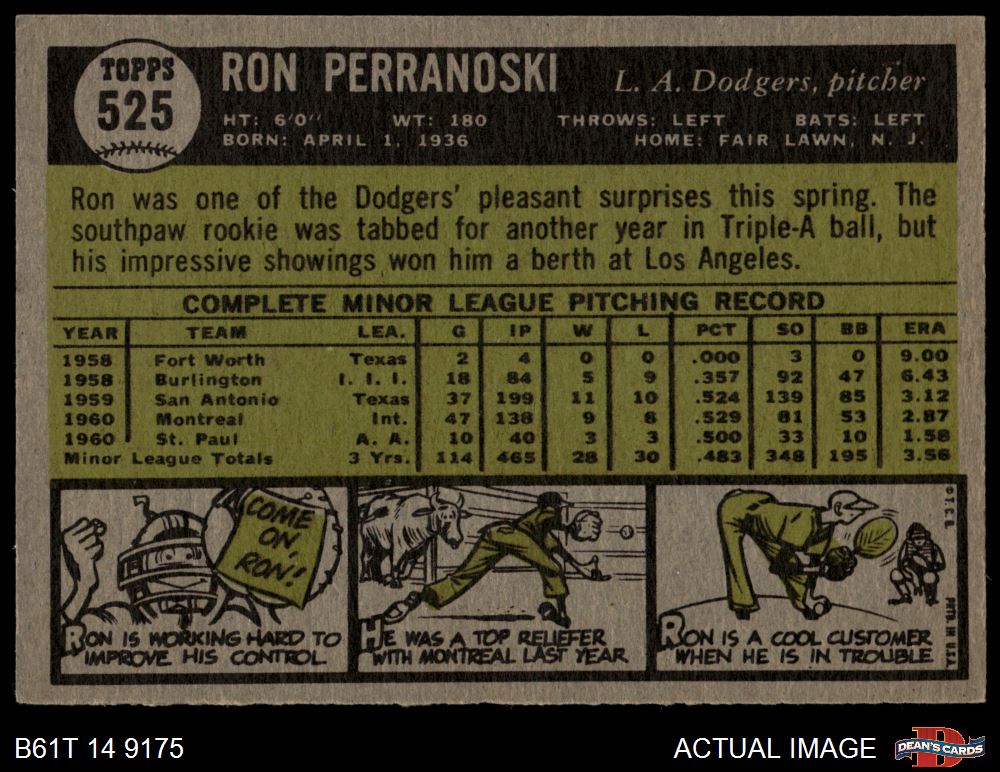 TOPPS
525
RON PERRANOSKI
L. A. Dodgers, pitcher
HT: 6'0" WT: 180 THROWS: LEFT BATS: LEFT
BORN: APRIL 1, 1936 HOME: FAIR LAWN, N. J.
Ron was one of the Dodgers' pleasant surprises this spring. The
southpaw rookie was tabbed for another year in Triple-A ball, but
his impressive showings won him a berth at Los Angeles.
COMPLETE MINOR LEAGUE PITCHING RECORD
YEAR TEAM LEA. G IP W L PCT SO BB ERA
1958 Fort Worth Texas 2 4 0 0 .000 3 0 9.00
1958 Burlington I. I. I. 18 84 5 9 .357 92 47 6.43
1959 San Antonio Texas 37 199 11 10 .524 139 85 3.12
1960 Montreal Int. 47 138 9 8 .529 81 53 2.87
1960 St. Paul A. A. 10 40 3 3 .500 33 10 1.58
Minor League Totals 3 Yrs. 114 465 28 30 .483 348 195 3.56
COME
ON,
RON!
RON IS WORKING HARD TO
IMPROVE HIS CONTROL.
HE WAS A TOP RELIEFER
WITH MONTREAL LAST YEAR.
RON IS A COOL CUSTOMER
WHEN HE IS IN TROUBLE
© T.C.G.
PRTD. IN U.S.A.
B61T 14 9175
ACTUAL IMAGE
D
DEAN'S CARDS